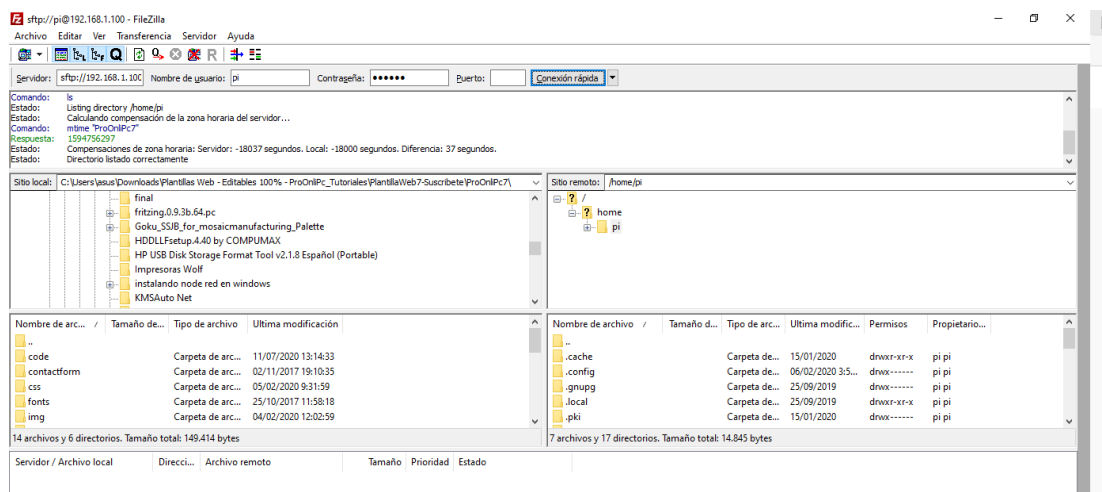 sftp://pi@192.168.1.100 - FileZilla
Archivo Editar Ver Transferencia Servidor Ayuda
Servidor: sftp://192.168.1.100 Nombre de usuario: pi Contraseña: ●●●●●● Puerto: Conexión rápida
Comando: ls
Estado: Listing directory /home/pi
Estado: Calculando compensación de la zona horaria del servidor...
Comando: mtime "ProOnliPc7"
Respuesta: 1594756297
Estado: Compensaciones de zona horaria: Servidor: -18037 segundos. Local: -18000 segundos. Diferencia: 37 segundos.
Estado: Directorio listado correctamente
Sitio local: C:\Users\asus\Downloads\Plantillas Web - Editables 100% - ProOnliPc_Tutoriales\PlantillaWeb7-Suscribete\ProOnliPc7\
final
fritzing.0.9.3b.64.pc
Goku_SSJB_for_mosaicmanufacturing_Palette
HDDLLFsetup.4.40 by COMPUMAX
HP USB Disk Storage Format Tool v2.1.8 Español (Portable)
Impresoras Wolf
instalando node red en windows
KMSAuto Net
Sitio remoto: /home/pi
/
home
pi
Nombre de arc... / Tamaño de... Tipo de archivo Ultima modificación
..
code Carpeta de arc... 11/07/2020 13:14:33
contactform Carpeta de arc... 02/11/2017 19:10:35
css Carpeta de arc... 05/02/2020 9:31:59
fonts Carpeta de arc... 25/10/2017 11:58:18
img Carpeta de arc... 04/02/2020 12:02:59
14 archivos y 6 directorios. Tamaño total: 149.414 bytes
Nombre de archivo / Tamaño d... Tipo de arc... Ultima modific... Permisos Propietario...
..
.cache Carpeta de... 15/01/2020 drwxr-xr-x pi pi
.config Carpeta de... 06/02/2020 3:5... drwx------ pi pi
.gnupg Carpeta de... 25/09/2019 drwx------ pi pi
.local Carpeta de... 25/09/2019 drwxr-xr-x pi pi
.pki Carpeta de... 15/01/2020 drwx------ pi pi
7 archivos y 17 directorios. Tamaño total: 14.845 bytes
Servidor / Archivo local Direcci... Archivo remoto Tamaño Prioridad Estado